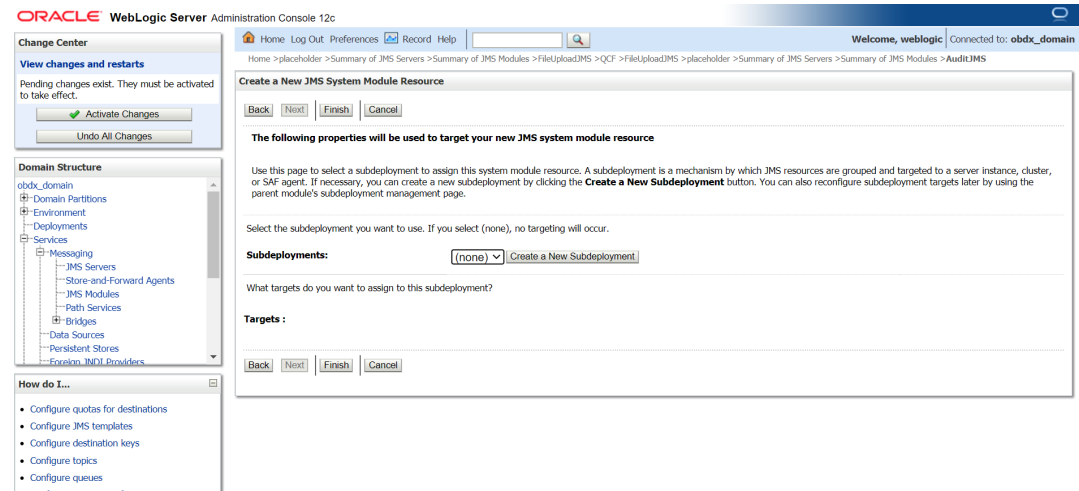 ORACLE WebLogic Server Administration Console 12c
Change Center
View changes and restarts
Pending changes exist. They must be activated
to take effect.
Activate Changes
Undo All Changes
Domain Structure
obdx_domain
Domain Partitions
Environment
Deployments
Services
Messaging
JMS Servers
Store-and-Forward Agents
JMS Modules
Path Services
Bridges
Data Sources
Persistent Stores
Foreign JNDI Providers
How do I...
Configure quotas for destinations
Configure JMS templates
Configure destination keys
Configure topics
Configure queues
Home Log Out Preferences Record Help
Welcome, weblogic Connected to: obdx_domain
Home >placeholder >Summary of JMS Servers >Summary of JMS Modules >FileUploadJMS >QCF >FileUploadJMS >placeholder >Summary of JMS Servers >Summary of JMS Modules >AuditJMS
Create a New JMS System Module Resource
Back Next Finish Cancel
The following properties will be used to target your new JMS system module resource
Use this page to select a subdeployment to assign this system module resource. A subdeployment is a mechanism by which JMS resources are grouped and targeted to a server instance, cluster,
or SAF agent. If necessary, you can create a new subdeployment by clicking the Create a New Subdeployment button. You can also reconfigure subdeployment targets later by using the
parent module's subdeployment management page.
Select the subdeployment you want to use. If you select (none), no targeting will occur.
Subdeployments: (none) Create a New Subdeployment
What targets do you want to assign to this subdeployment?
Targets :
Back Next Finish Cancel